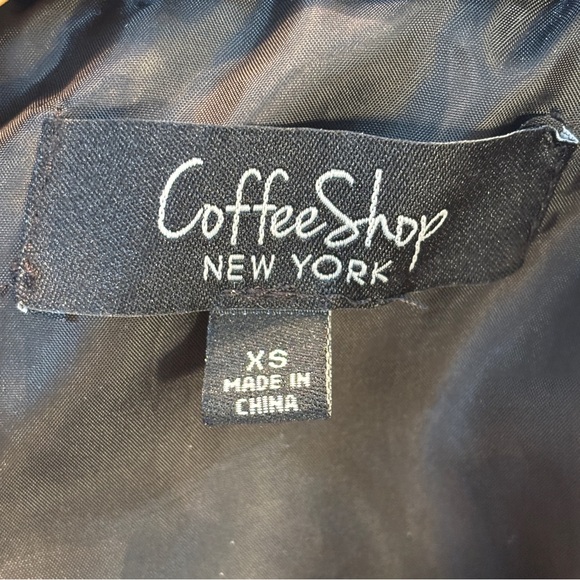 CoffeeShop
NEW YORK
XS
MADE IN
CHINA